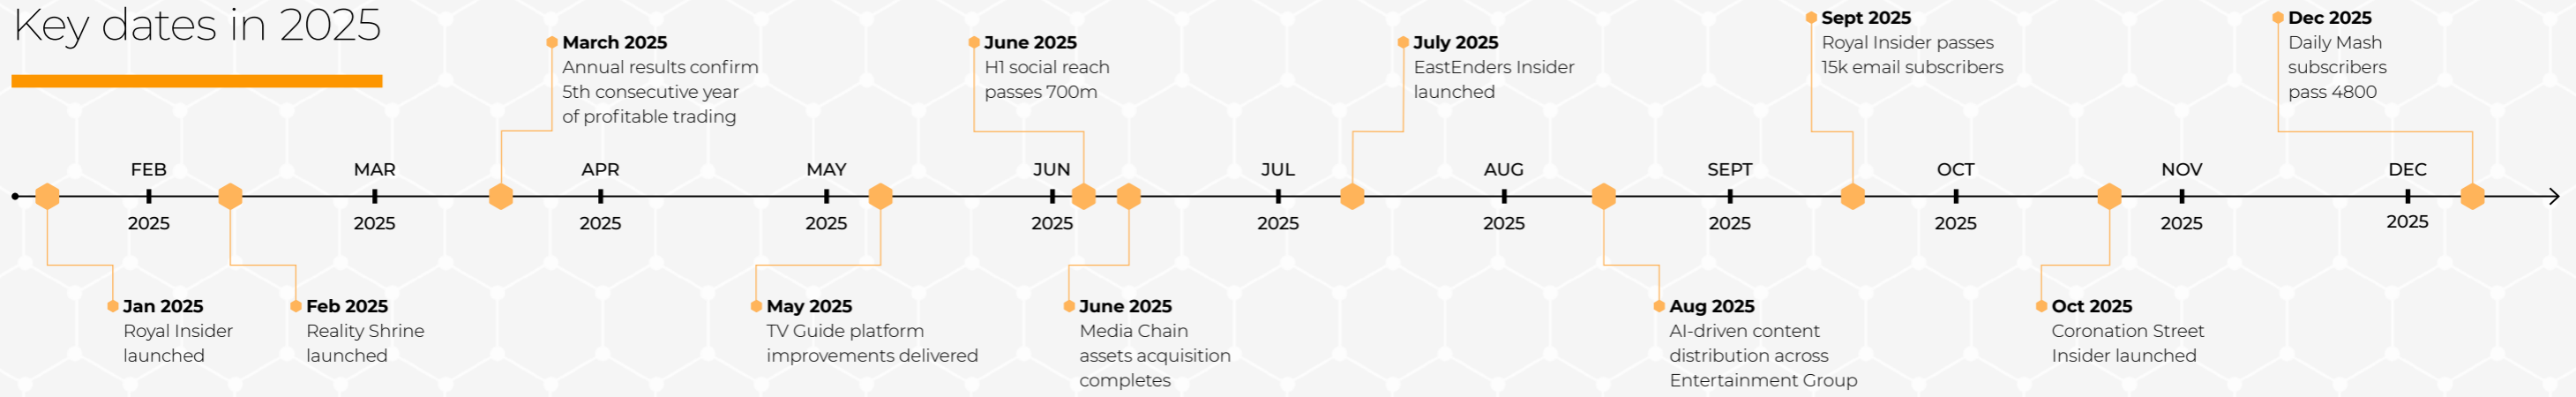 Key dates in 2025
March 2025
Annual results confirm
5th consecutive year
of profitable trading
June 2025
H1 social reach
passes 700m
July 2025
EastEnders Insider
launched
Sept 2025
Royal Insider passes
15k email subscribers
Dec 2025
Daily Mash
subscribers
pass 4800
FEB
2025
MAR
2025
APR
2025
MAY
2025
JUN
2025
JUL
2025
AUG
2025
SEPT
2025
OCT
2025
NOV
2025
DEC
2025
Jan 2025
Royal Insider
launched
Feb 2025
Reality Shrine
launched
May 2025
TV Guide platform
improvements delivered
June 2025
Media Chain
assets acquisition
completes
Aug 2025
AI-driven content
distribution across
Entertainment Group
Oct 2025
Coronation Street
Insider launched